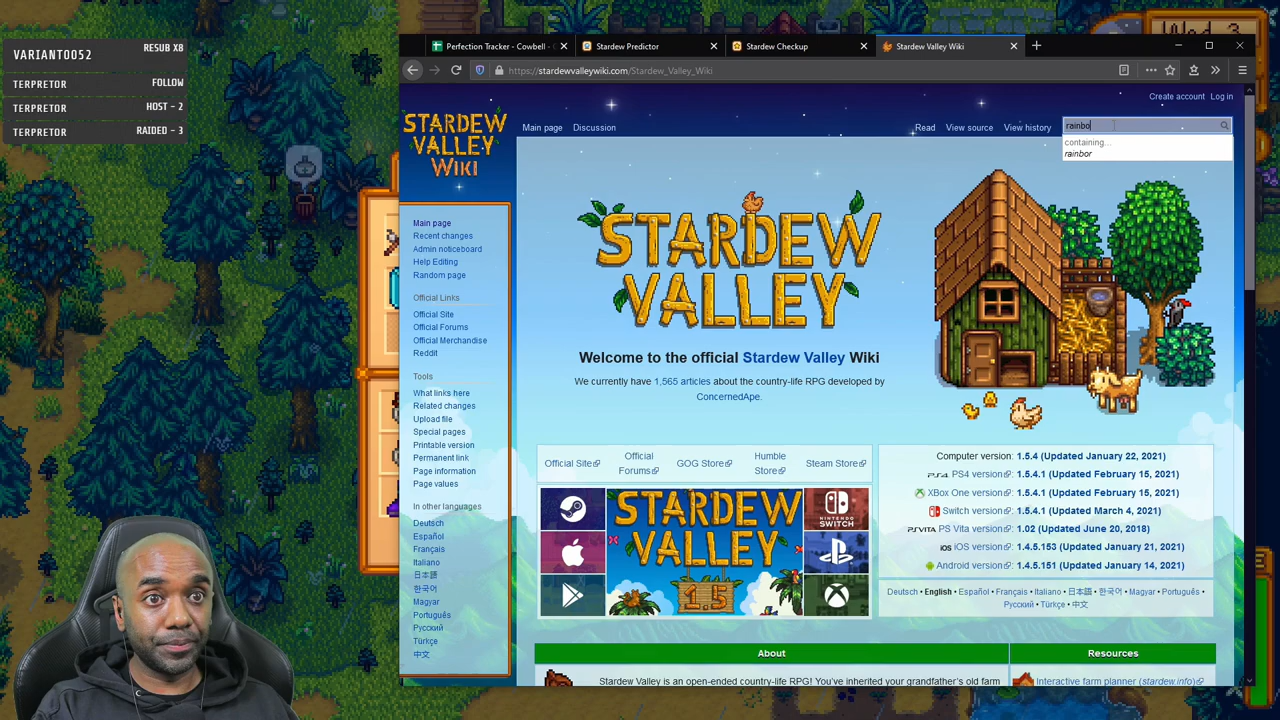 VARIANT0052
RESUB X8
TERPRETOR
FOLLOW
TERPRETOR
HOST - 2
TERPRETOR
RAIDED - 3
Wed. 3
Perfection Tracker - Cowbell -
Stardew Predictor
Stardew Checkup
Stardew Valley Wiki
https://stardewvalleywiki.com/Stardew_Valley_Wiki
Create account Log in
STARDEW
VALLEY
WIKI
Main page Discussion
Read View source View history
rainbo
containing...
rainbor
Main page
Recent changes
Admin noticeboard
Help Editing
Random page
Official Links
Official Site
Official Forums
Official Merchandise
Reddit
Tools
What links here
Related changes
Upload file
Special pages
Printable version
Permanent link
Page information
Page values
In other languages
Deutsch
Español
Français
Italiano
日本語
한국어
Magyar
Português
Русский
Türkçe
中文
STARDEW
VALLEY
Welcome to the official Stardew Valley Wiki
We currently have 1,565 articles about the country-life RPG developed by
ConcernedApe.
Official Site
Official Forums
GOG Store
Humble Store
Steam Store
STARDEW
VALLEY
1.5
NINTENDO
SWITCH
Computer version: 1.5.4 (Updated January 22, 2021)
PS4 version: 1.5.4.1 (Updated February 15, 2021)
XBox One version: 1.5.4.1 (Updated February 15, 2021)
Switch version: 1.5.4.1 (Updated March 4, 2021)
PSVITA PS Vita version: 1.02 (Updated June 20, 2018)
iOS iOS version: 1.4.5.153 (Updated January 21, 2021)
Android version: 1.4.5.151 (Updated January 14, 2021)
Deutsch • English • Español • Français • Italiano • 日本語 • 한국어 • Magyar • Português •
Русский • Türkçe • 中文
About
Resources
Stardew Valley is an open-ended country-life RPG! You've inherited your grandfather's old farm
Interactive farm planner (stardew.info)